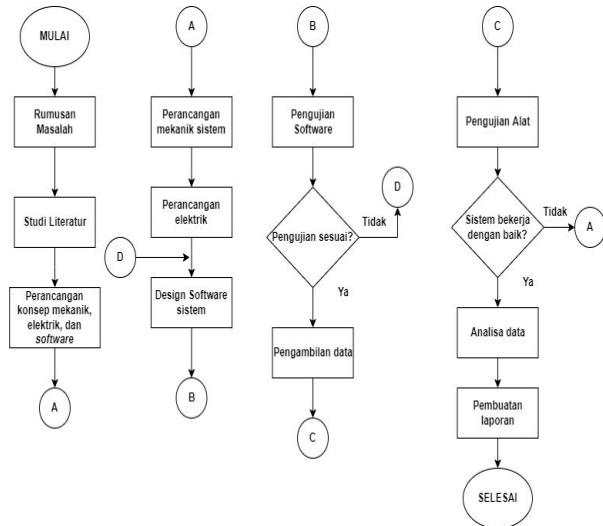 MULAI
Rumusan
Masalah
Studi Literatur
Perancangan
konsep mekanik,
elektrik, dan
software
A
A
Perancangan
mekanik sistem
Perancangan
elektrik
D
Design Software
sistem
B
B
Pengujian
Software
Pengujian sesuai?
Tidak
D
Ya
Pengambilan data
C
C
Pengujian Alat
Sistem bekerja
dengan baik?
Tidak
A
Ya
Analisa data
Pembuatan
laporan
SELESAI